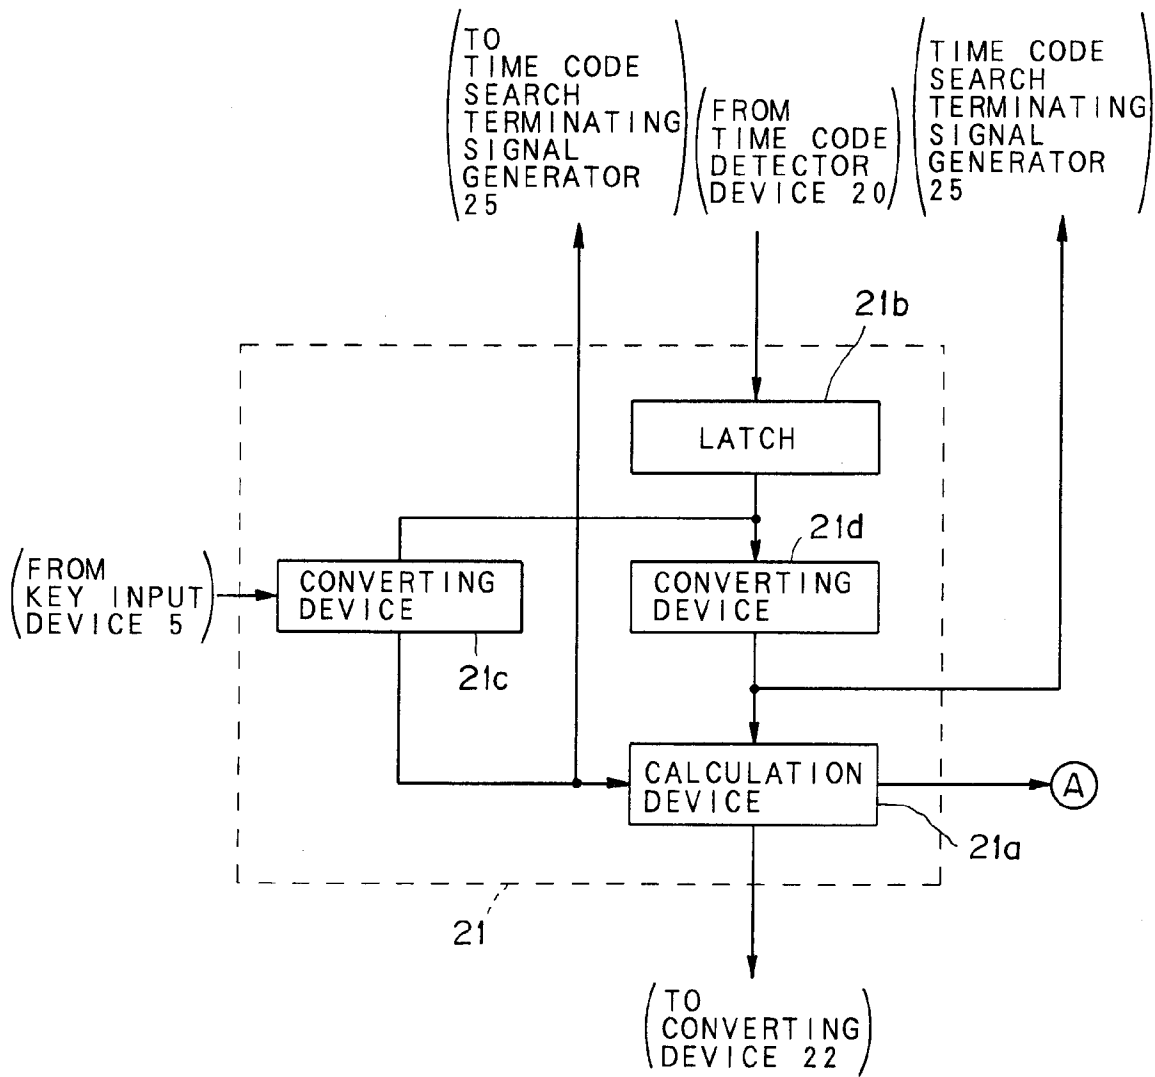 TO
TIME CODE
SEARCH
TERMINATING
SIGNAL
GENERATOR
25
FROM
TIME CODE
DETECTOR
DEVICE 20
TIME CODE
SEARCH
TERMINATING
SIGNAL
GENERATOR
25
21b
LATCH
21d
FROM
KEY INPUT
DEVICE 5
CONVERTING
DEVICE
CONVERTING
DEVICE
21c
CALCULATION
DEVICE
A
21a
21
TO
CONVERTING
DEVICE 22